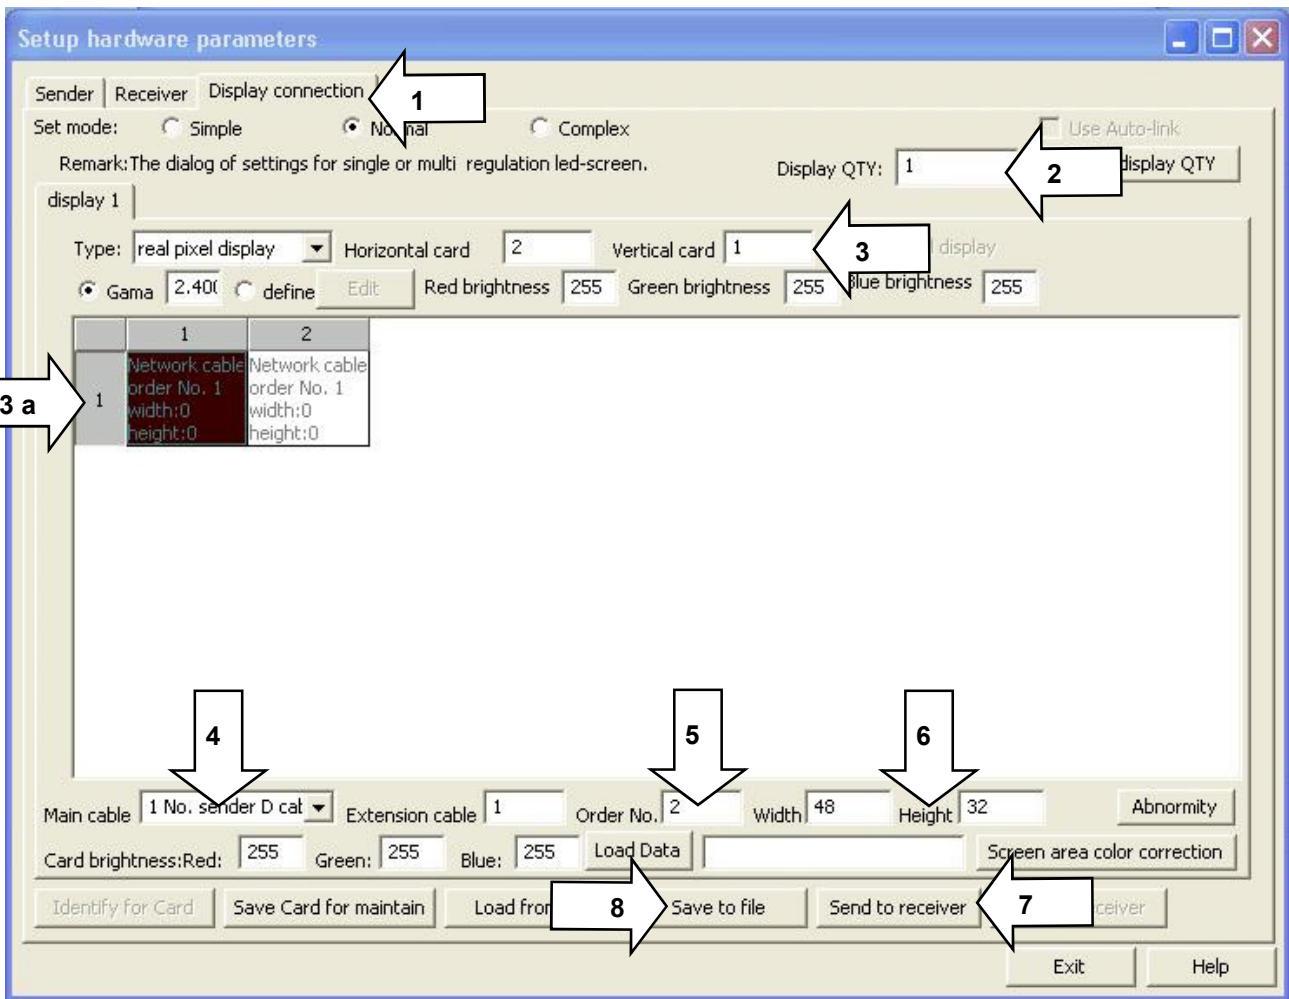 Setup hardware parameters
Sender Receiver Display connection 1
Set mode: Simple Normal Complex Use Auto-link
Remark:The dialog of settings for single or multi regulation led-screen. Display QTY: 1 2 display QTY
display 1
Type: real pixel display Horizontal card 2 Vertical card 1 3 display
Gama 2.40 define Edit Red brightness 255 Green brightness 255 Blue brightness 255
1 2
3 a 1
Network cable
order No. 1
width:0
height:0
Network cable
order No. 1
width:0
height:0
4 5 6
Main cable 1 No. sender D cat Extension cable 1 Order No. 2 Width 48 Height 32 Abnormity
Card brightness:Red: 255 Green: 255 Blue: 255 Load Data Screen area color correction
Identify for Card Save Card for maintain Load from 8 Save to file Send to receiver 7 ceiver
Exit Help